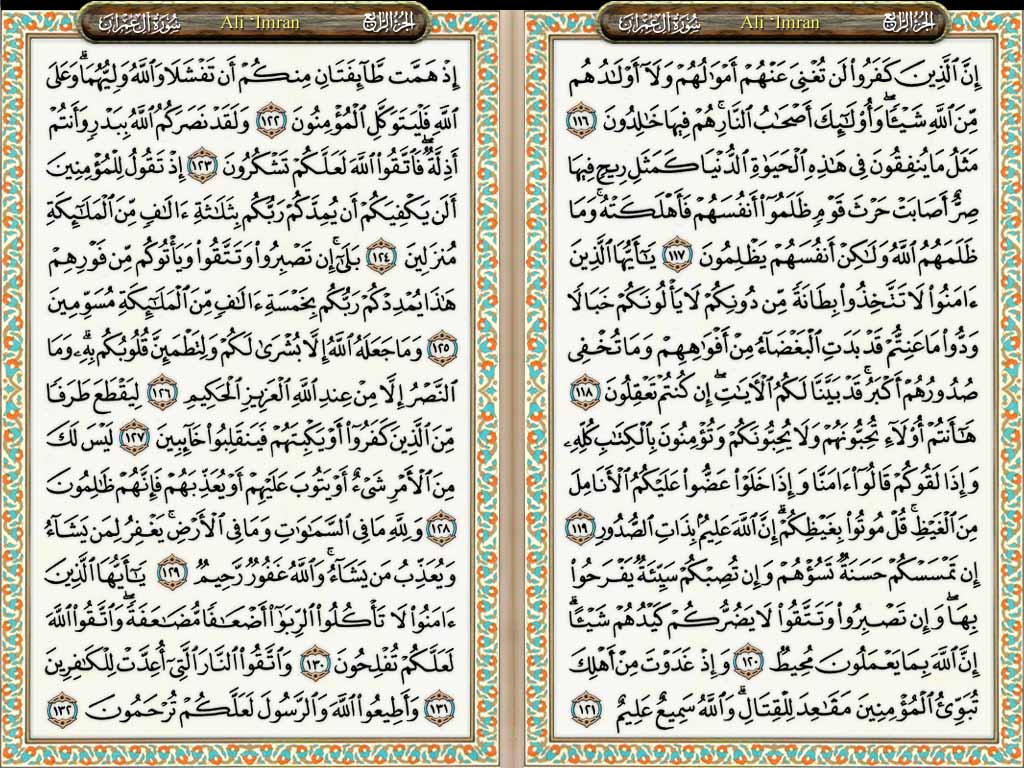 الجزء الرابع Ali `Imran سورة آل عمران
إِنَّ ٱلَّذِينَ كَفَرُوا۟ لَن تُغْنِىَ عَنْهُمْ أَمْوَٰلُهُمْ وَلَآ أَوْلَـٰدُهُم
مِّنَ ٱللَّهِ شَيْـًٔا ۖ وَأُو۟لَـٰٓئِكَ أَصْحَـٰبُ ٱلنَّارِ ۚ هُمْ فِيهَا خَـٰلِدُونَ ١١٦
مَثَلُ مَا يُنفِقُونَ فِى هَـٰذِهِ ٱلْحَيَوٰةِ ٱلدُّنْيَا كَمَثَلِ رِيحٍ فِيهَا
صِرٌّ أَصَابَتْ حَرْثَ قَوْمٍ ظَلَمُوٓا۟ أَنفُسَهُمْ فَأَهْلَكَتْهُ ۚ وَمَا
ظَلَمَهُمُ ٱللَّهُ وَلَـٰكِنْ أَنفُسَهُمْ يَظْلِمُونَ ١١٧ يَـٰٓأَيُّهَا ٱلَّذِينَ
ءَامَنُوا۟ لَا تَتَّخِذُوا۟ بِطَانَةً مِّن دُونِكُمْ لَا يَأْلُونَكُمْ خَبَالًا
وَدُّوا۟ مَا عَنِتُّمْ قَدْ بَدَتِ ٱلْبَغْضَآءُ مِنْ أَفْوَٰهِهِمْ وَمَا تُخْفِى
صُدُورُهُمْ أَكْبَرُ ۚ قَدْ بَيَّنَّا لَكُمُ ٱلْـَٔايَـٰتِ ۖ إِن كُنتُمْ تَعْقِلُونَ ١١٨
هَـٰٓأَنتُمْ أُو۟لَآءِ تُحِبُّونَهُمْ وَلَا يُحِبُّونَكُمْ وَتُؤْمِنُونَ بِٱلْكِتَـٰبِ كُلِّهِۦ
وَإِذَا لَقُوكُمْ قَالُوٓا۟ ءَامَنَّا وَإِذَا خَلَوْا۟ عَضُّوا۟ عَلَيْكُمُ ٱلْأَنَامِلَ
مِنَ ٱلْغَيْظِ ۚ قُلْ مُوتُوا۟ بِغَيْظِكُمْ ۗ إِنَّ ٱللَّهَ عَلِيمٌۢ بِذَاتِ ٱلصُّدُورِ ١١٩
إِن تَمْسَسْكُمْ حَسَنَةٌ تَسُؤْهُمْ وَإِن تُصِبْكُمْ سَيِّئَةٌ يَفْرَحُوا۟
بِهَا ۖ وَإِن تَصْبِرُوا۟ وَتَتَّقُوا۟ لَا يَضُرُّكُمْ كَيْدُهُمْ شَيْـًٔا ۗ
إِنَّ ٱللَّهَ بِمَا يَعْمَلُونَ مُحِيطٌ ١٢٠ وَإِذْ غَدَوْتَ مِنْ أَهْلِكَ
تُبَوِّئُ ٱلْمُؤْمِنِينَ مَقَـٰعِدَ لِلْقِتَالِ ۗ وَٱللَّهُ سَمِيعٌ عَلِيمٌ ١٢١
الجزء الرابع Ali `Imran سورة آل عمران
إِذْ هَمَّت طَّآئِفَتَانِ مِنكُمْ أَن تَفْشَلَا وَٱللَّهُ وَلِيُّهُمَا ۗ وَعَلَى
ٱللَّهِ فَلْيَتَوَكَّلِ ٱلْمُؤْمِنُونَ ١٢٢ وَلَقَدْ نَصَرَكُمُ ٱللَّهُ بِبَدْرٍ وَأَنتُمْ
أَذِلَّةٌ ۖ فَٱتَّقُوا۟ ٱللَّهَ لَعَلَّكُمْ تَشْكُرُونَ ١٢٣ إِذْ تَقُولُ لِلْمُؤْمِنِينَ
أَلَن يَكْفِيَكُمْ أَن يُمِدَّكُمْ رَبُّكُم بِثَلَـٰثَةِ ءَالَـٰفٍ مِّنَ ٱلْمَلَـٰٓئِكَةِ
مُنزَلِينَ ١٢٤ بَلَىٰٓ ۚ إِن تَصْبِرُوا۟ وَتَتَّقُوا۟ وَيَأْتُوكُم مِّن فَوْرِهِمْ
هَـٰذَا يُمْدِدْكُمْ رَبُّكُم بِخَمْسَةِ ءَالَـٰفٍ مِّنَ ٱلْمَلَـٰٓئِكَةِ مُسَوِّمِينَ
١٢٥ وَمَا جَعَلَهُ ٱللَّهُ إِلَّا بُشْرَىٰ لَكُمْ وَلِتَطْمَئِنَّ قُلُوبُكُم بِهِۦ ۗ وَمَا
ٱلنَّصْرُ إِلَّا مِنْ عِندِ ٱللَّهِ ٱلْعَزِيزِ ٱلْحَكِيمِ ١٢٦ لِيَقْطَعَ طَرَفًا
مِّنَ ٱلَّذِينَ كَفَرُوٓا۟ أَوْ يَكْبِتَهُمْ فَيَنقَلِبُوا۟ خَآئِبِينَ ١٢٧ لَيْسَ لَكَ
مِنَ ٱلْأَمْرِ شَىْءٌ أَوْ يَتُوبَ عَلَيْهِمْ أَوْ يُعَذِّبَهُمْ فَإِنَّهُمْ ظَـٰلِمُونَ
١٢٨ وَلِلَّهِ مَا فِى ٱلسَّمَـٰوَٰتِ وَمَا فِى ٱلْأَرْضِ ۚ يَغْفِرُ لِمَن يَشَآءُ
وَيُعَذِّبُ مَن يَشَآءُ ۚ وَٱللَّهُ غَفُورٌ رَّحِيمٌ ١٢٩ يَـٰٓأَيُّهَا ٱلَّذِينَ
ءَامَنُوا۟ لَا تَأْكُلُوا۟ ٱلرِّبَوٰٓا۟ أَضْعَـٰفًا مُّضَـٰعَفَةً ۖ وَٱتَّقُوا۟ ٱللَّهَ
لَعَلَّكُمْ تُفْلِحُونَ ١٣٠ وَٱتَّقُوا۟ ٱلنَّارَ ٱلَّتِىٓ أُعِدَّتْ لِلْكَـٰفِرِينَ
١٣١ وَأَطِيعُوا۟ ٱللَّهَ وَٱلرَّسُولَ لَعَلَّكُمْ تُرْحَمُونَ ١٣٢